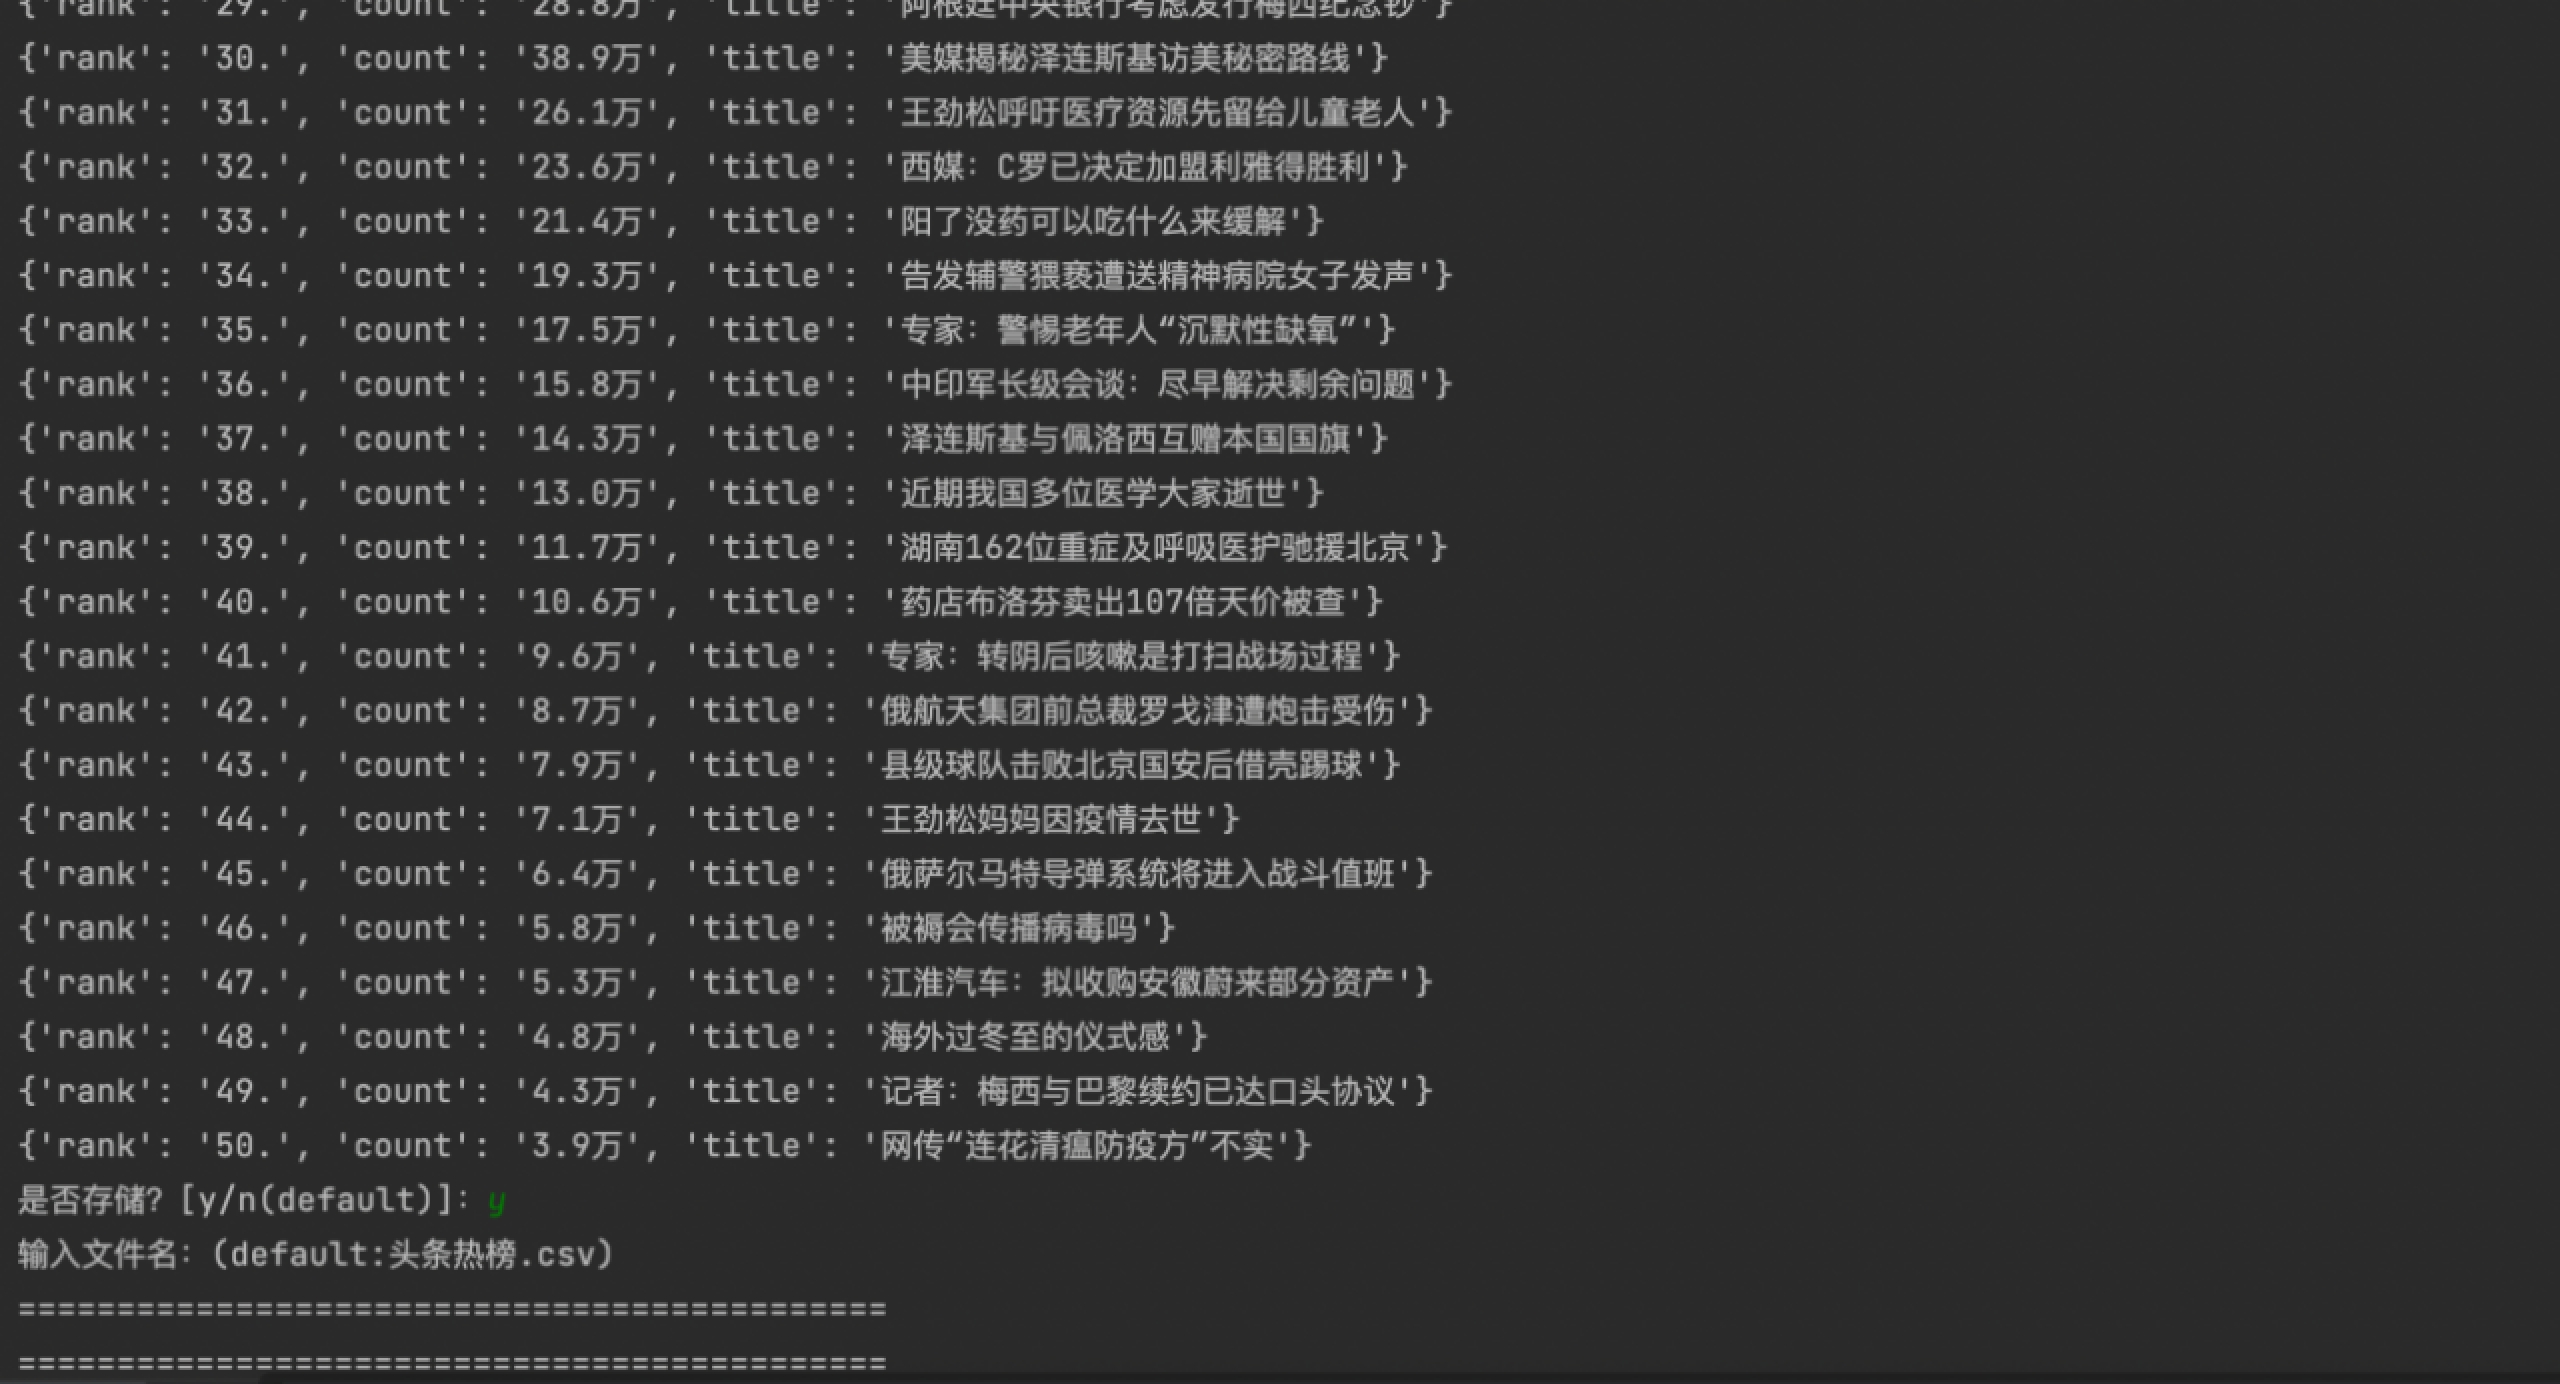 {'rank': '29.', 'count': '28.8万', 'title': '阿根廷中央银行考虑发行梅西纪念钞'}
{'rank': '30.', 'count': '38.9万', 'title': '美媒揭秘泽连斯基访美秘密路线'}
{'rank': '31.', 'count': '26.1万', 'title': '王劲松呼吁医疗资源先留给儿童老人'}
{'rank': '32.', 'count': '23.6万', 'title': '西媒：C罗已决定加盟利雅得胜利'}
{'rank': '33.', 'count': '21.4万', 'title': '阳了没药可以吃什么来缓解'}
{'rank': '34.', 'count': '19.3万', 'title': '告发辅警猥亵遭送精神病院女子发声'}
{'rank': '35.', 'count': '17.5万', 'title': '专家：警惕老年人“沉默性缺氧”'}
{'rank': '36.', 'count': '15.8万', 'title': '中印军长级会谈：尽早解决剩余问题'}
{'rank': '37.', 'count': '14.3万', 'title': '泽连斯基与佩洛西互赠本国国旗'}
{'rank': '38.', 'count': '13.0万', 'title': '近期我国多位医学大家逝世'}
{'rank': '39.', 'count': '11.7万', 'title': '湖南162位重症及呼吸医护驰援北京'}
{'rank': '40.', 'count': '10.6万', 'title': '药店布洛芬卖出107倍天价被查'}
{'rank': '41.', 'count': '9.6万', 'title': '专家：转阴后咳嗽是打扫战场过程'}
{'rank': '42.', 'count': '8.7万', 'title': '俄航天集团前总裁罗戈津遭炮击受伤'}
{'rank': '43.', 'count': '7.9万', 'title': '县级球队击败北京国安后借壳踢球'}
{'rank': '44.', 'count': '7.1万', 'title': '王劲松妈妈因疫情去世'}
{'rank': '45.', 'count': '6.4万', 'title': '俄萨尔马特导弹系统将进入战斗值班'}
{'rank': '46.', 'count': '5.8万', 'title': '被褥会传播病毒吗'}
{'rank': '47.', 'count': '5.3万', 'title': '江淮汽车：拟收购安徽蔚来部分资产'}
{'rank': '48.', 'count': '4.8万', 'title': '海外过冬至的仪式感'}
{'rank': '49.', 'count': '4.3万', 'title': '记者：梅西与巴黎续约已达口头协议'}
{'rank': '50.', 'count': '3.9万', 'title': '网传“连花清瘟防疫方”不实'}
是否存储？[y/n(default)]：y
输入文件名：(default:头条热榜.csv)
============================================
============================================